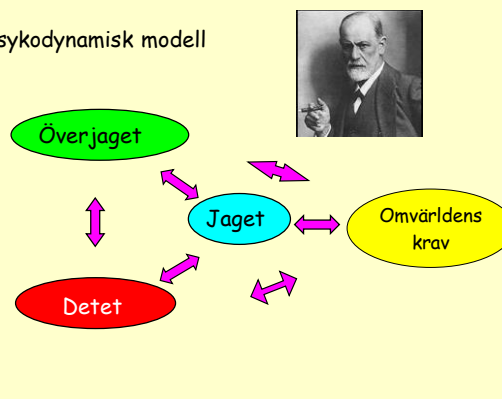 sykodynamisk modell
Överjaget
Jaget
Omvärldens
krav
Detet